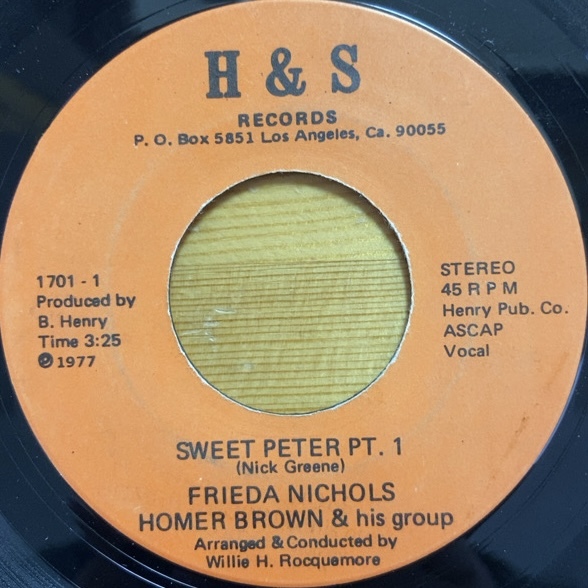 H & S
RECORDS
P. O. Box 5851 Los Angeles, Ca. 90055
1701 - 1
Produced by
B. Henry
Time 3:25
℗ 1977
STEREO
45 R P M
Henry Pub. Co.
ASCAP
Vocal
SWEET PETER PT. 1
(Nick Greene)
FRIEDA NICHOLS
HOMER BROWN & his group
Arranged & Conducted by
Willie H. Rocquemore